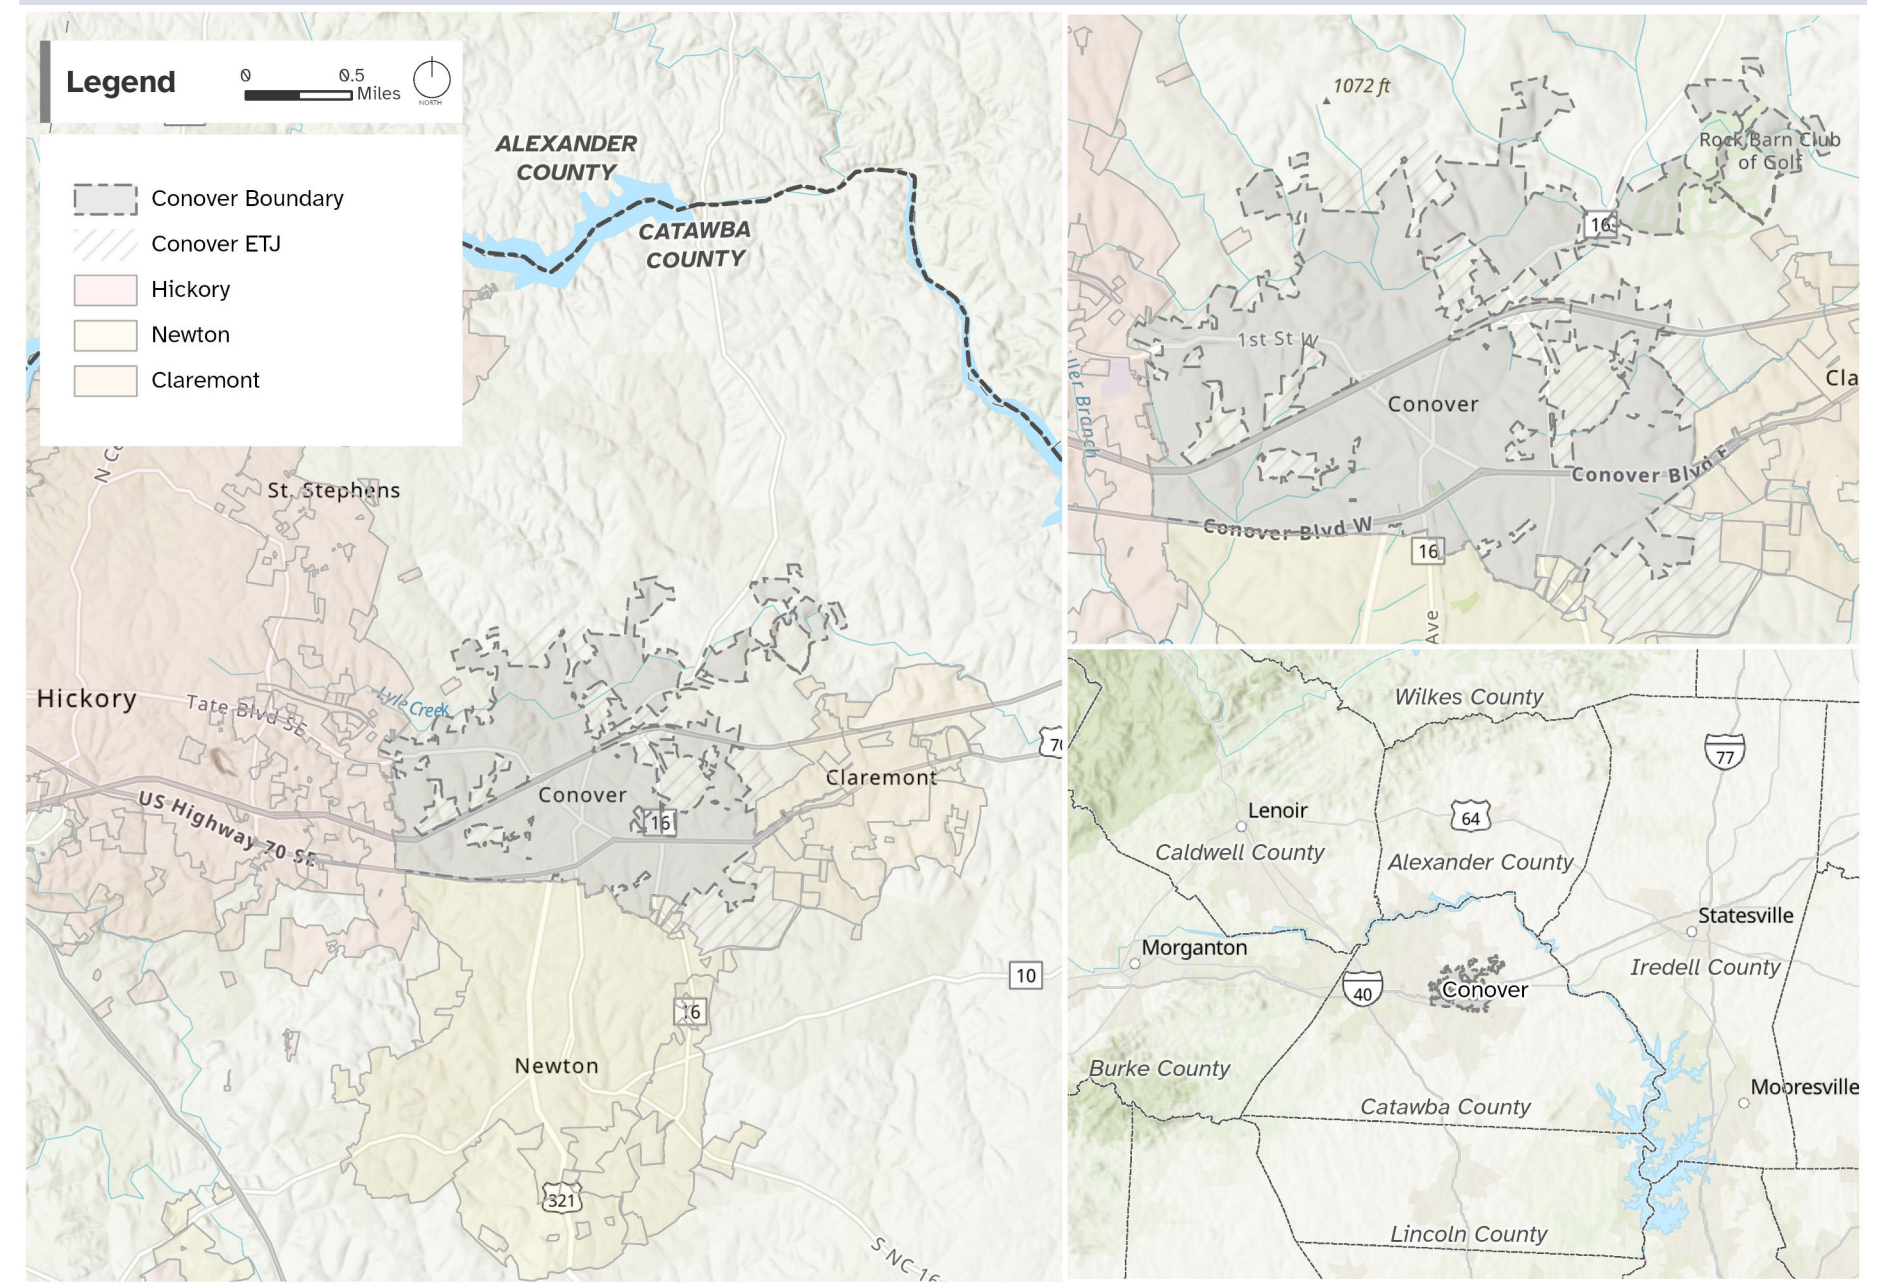 Legend
0 0.5
Miles
NORTH
Conover Boundary
Conover ETJ
Hickory
Newton
Claremont
ALEXANDER
COUNTY
CATAWBA
COUNTY
St. Stephens
Hickory
Tate Blvd SE
Lyle Creek
US Highway 70 SE
Conover
16
Claremont
70
10
16
Newton
321
S NC 16
1072 ft
Rock Barn Club
of Golf
16
1st St W
Conover
Cla
Conover Blvd E
Conover Blvd W
16
Ave
Wilkes County
77
Lenoir
64
Caldwell County
Alexander County
Statesville
Morganton
Iredell County
40
Conover
Burke County
Mooresville
Catawba County
Lincoln County